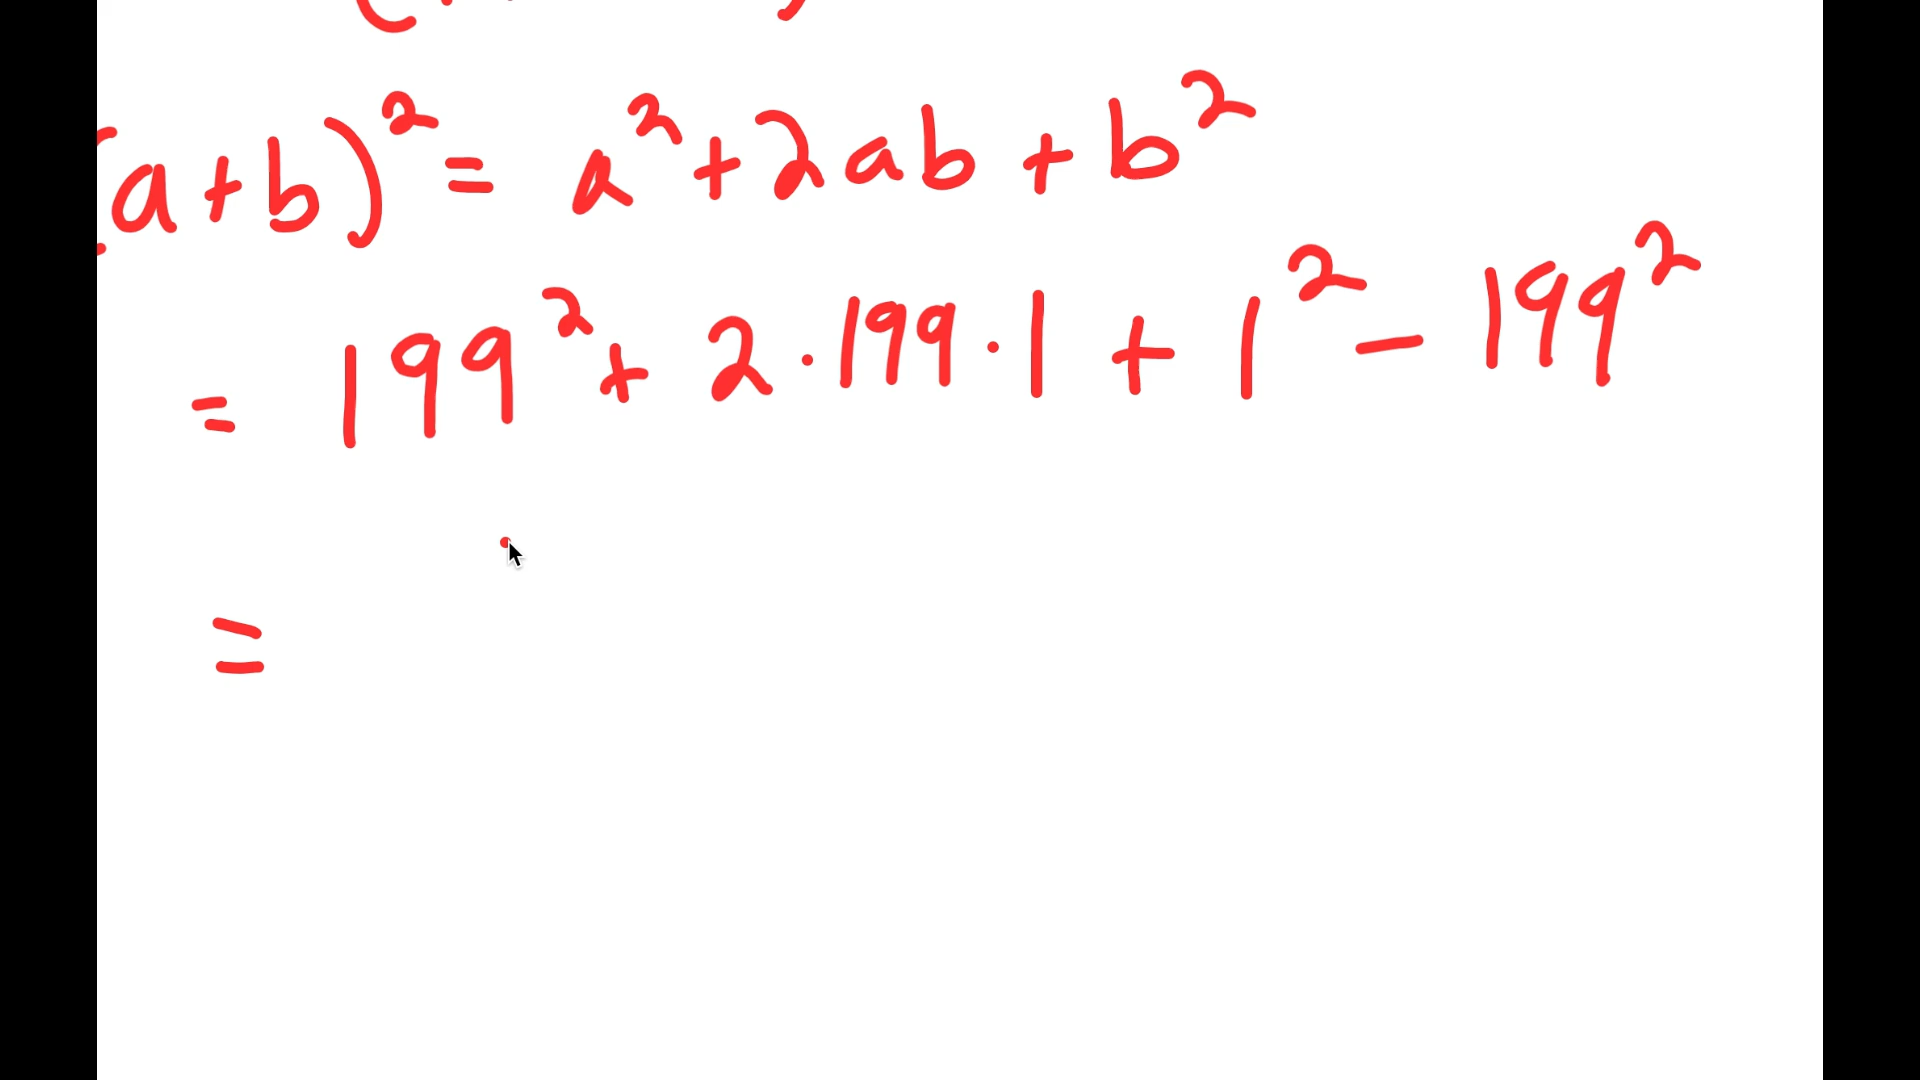 (a+b)² = a² + 2ab + b²
= 199² + 2·199·1 + 1² − 199²
=